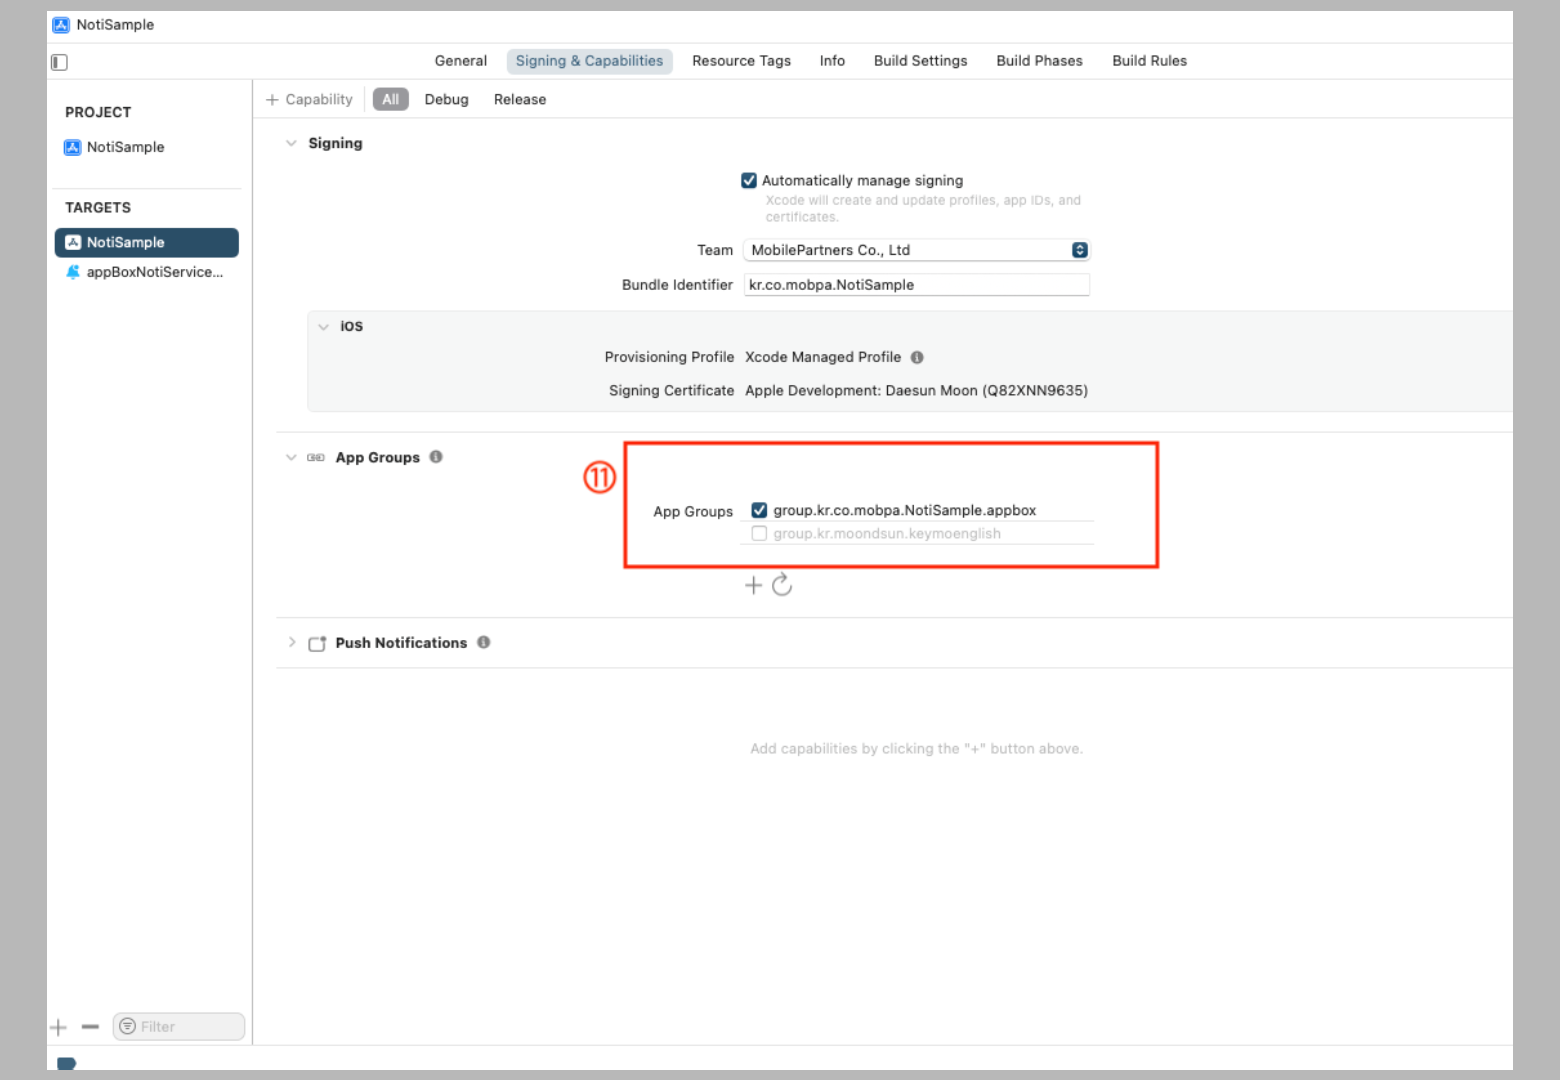 NotiSample
General Signing & Capabilities Resource Tags Info Build Settings Build Phases Build Rules
+ Capability All Debug Release
PROJECT
NotiSample
TARGETS
NotiSample
appBoxNotiService...
Signing
Automatically manage signing
Xcode will create and update profiles, app IDs, and
certificates.
Team MobilePartners Co., Ltd
Bundle Identifier kr.co.mobpa.NotiSample
iOS
Provisioning Profile Xcode Managed Profile
Signing Certificate Apple Development: Daesun Moon (Q82XNN9635)
App Groups
⑪
App Groups group.kr.co.mobpa.NotiSample.appbox
group.kr.moondsun.keymoenglish
Push Notifications
Add capabilities by clicking the "+" button above.
Filter